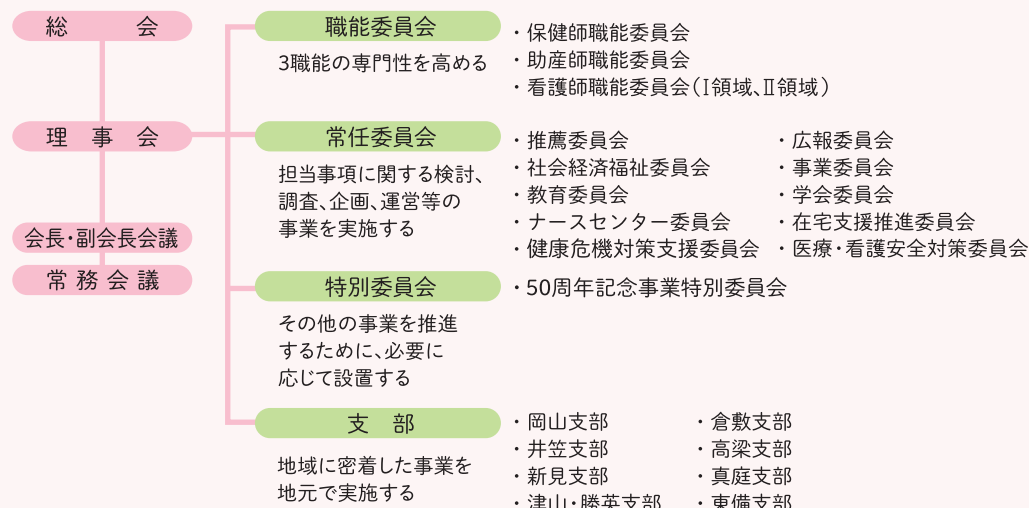 総　会
理　事　会
会長・副会長会議
常 務 会 議
職能委員会
3職能の専門性を高める
・保健師職能委員会
・助産師職能委員会
・看護師職能委員会（Ⅰ領域、Ⅱ領域）
常任委員会
担当事項に関する検討、
調査、企画、運営等の
事業を実施する
・推薦委員会
・社会経済福祉委員会
・教育委員会
・ナースセンター委員会
・健康危機対策支援委員会
・広報委員会
・事業委員会
・学会委員会
・在宅支援推進委員会
・医療・看護安全対策委員会
特別委員会
その他の事業を推進
するために、必要に
応じて設置する
・50周年記念事業特別委員会
支　部
地域に密着した事業を
地元で実施する
・岡山支部
・井笠支部
・新見支部
・津山・勝英支部
・倉敷支部
・高梁支部
・真庭支部
・東備支部